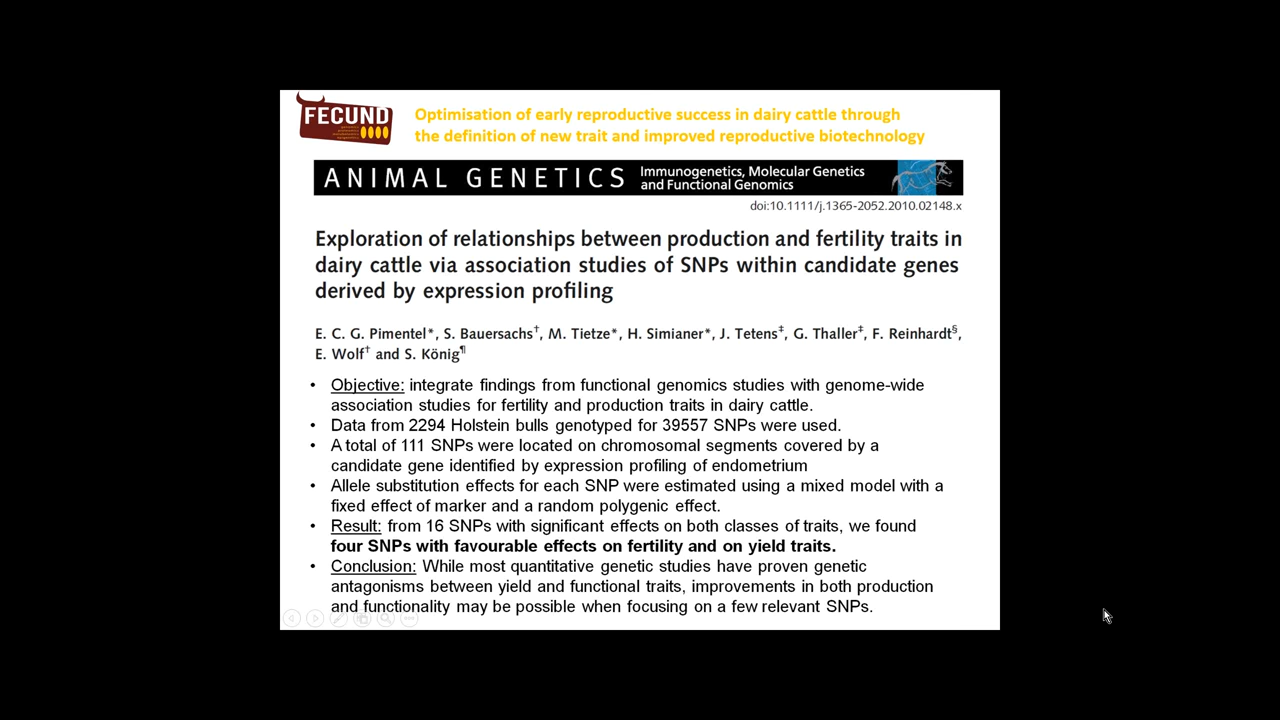 FECUND
Optimisation of early reproductive success in dairy cattle through
the definition of new trait and improved reproductive biotechnology
ANIMAL GENETICS
Immunogenetics, Molecular Genetics
and Functional Genomics
doi:10.1111/j.1365-2052.2010.02148.x
Exploration of relationships between production and fertility traits in
dairy cattle via association studies of SNPs within candidate genes
derived by expression profiling
E. C. G. Pimentel*, S. Bauersachs†, M. Tietze*, H. Simianer*, J. Tetens‡, G. Thaller‡, F. Reinhardt§,
E. Wolf† and S. König¶
• Objective: integrate findings from functional genomics studies with genome-wide
association studies for fertility and production traits in dairy cattle.
• Data from 2294 Holstein bulls genotyped for 39557 SNPs were used.
• A total of 111 SNPs were located on chromosomal segments covered by a
candidate gene identified by expression profiling of endometrium
• Allele substitution effects for each SNP were estimated using a mixed model with a
fixed effect of marker and a random polygenic effect.
• Result: from 16 SNPs with significant effects on both classes of traits, we found
four SNPs with favourable effects on fertility and on yield traits.
• Conclusion: While most quantitative genetic studies have proven genetic
antagonisms between yield and functional traits, improvements in both production
and functionality may be possible when focusing on a few relevant SNPs.